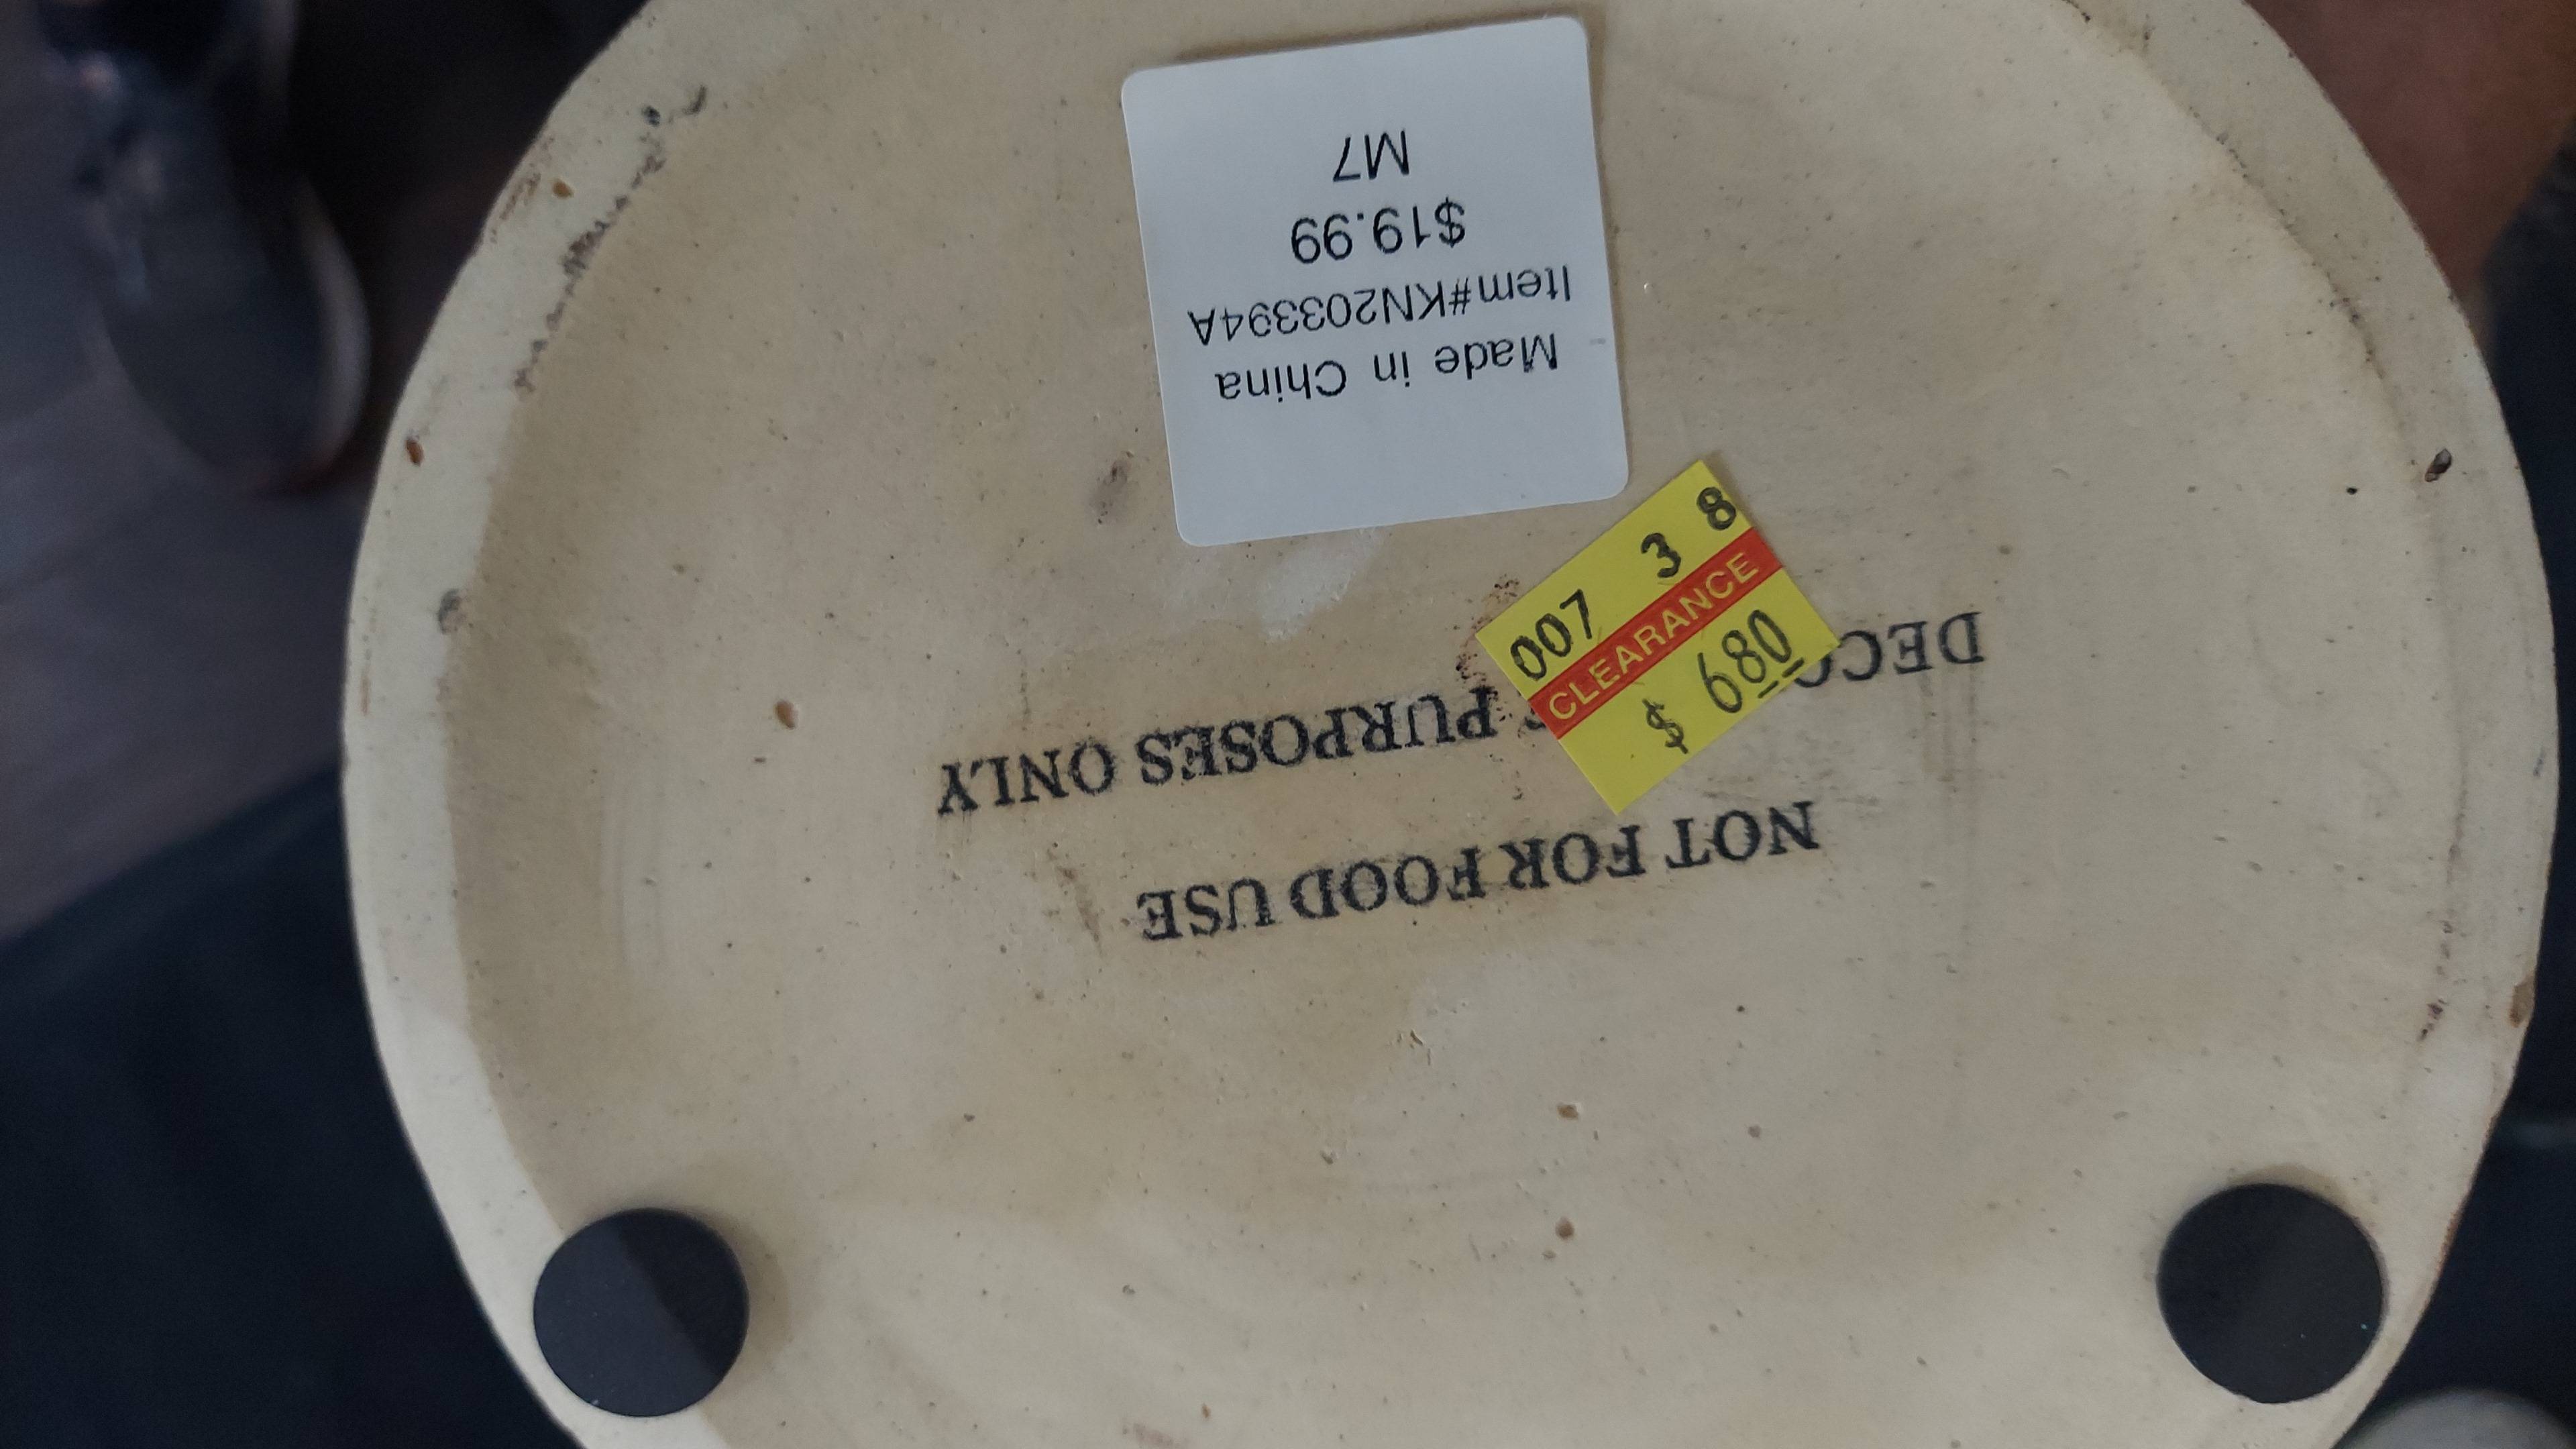 NOT FOR FOOD USE
DECO PURPOSES ONLY
007 3 8
CLEARANCE
$ 680
Made in China
Item#KN203394A
$19.99
M7